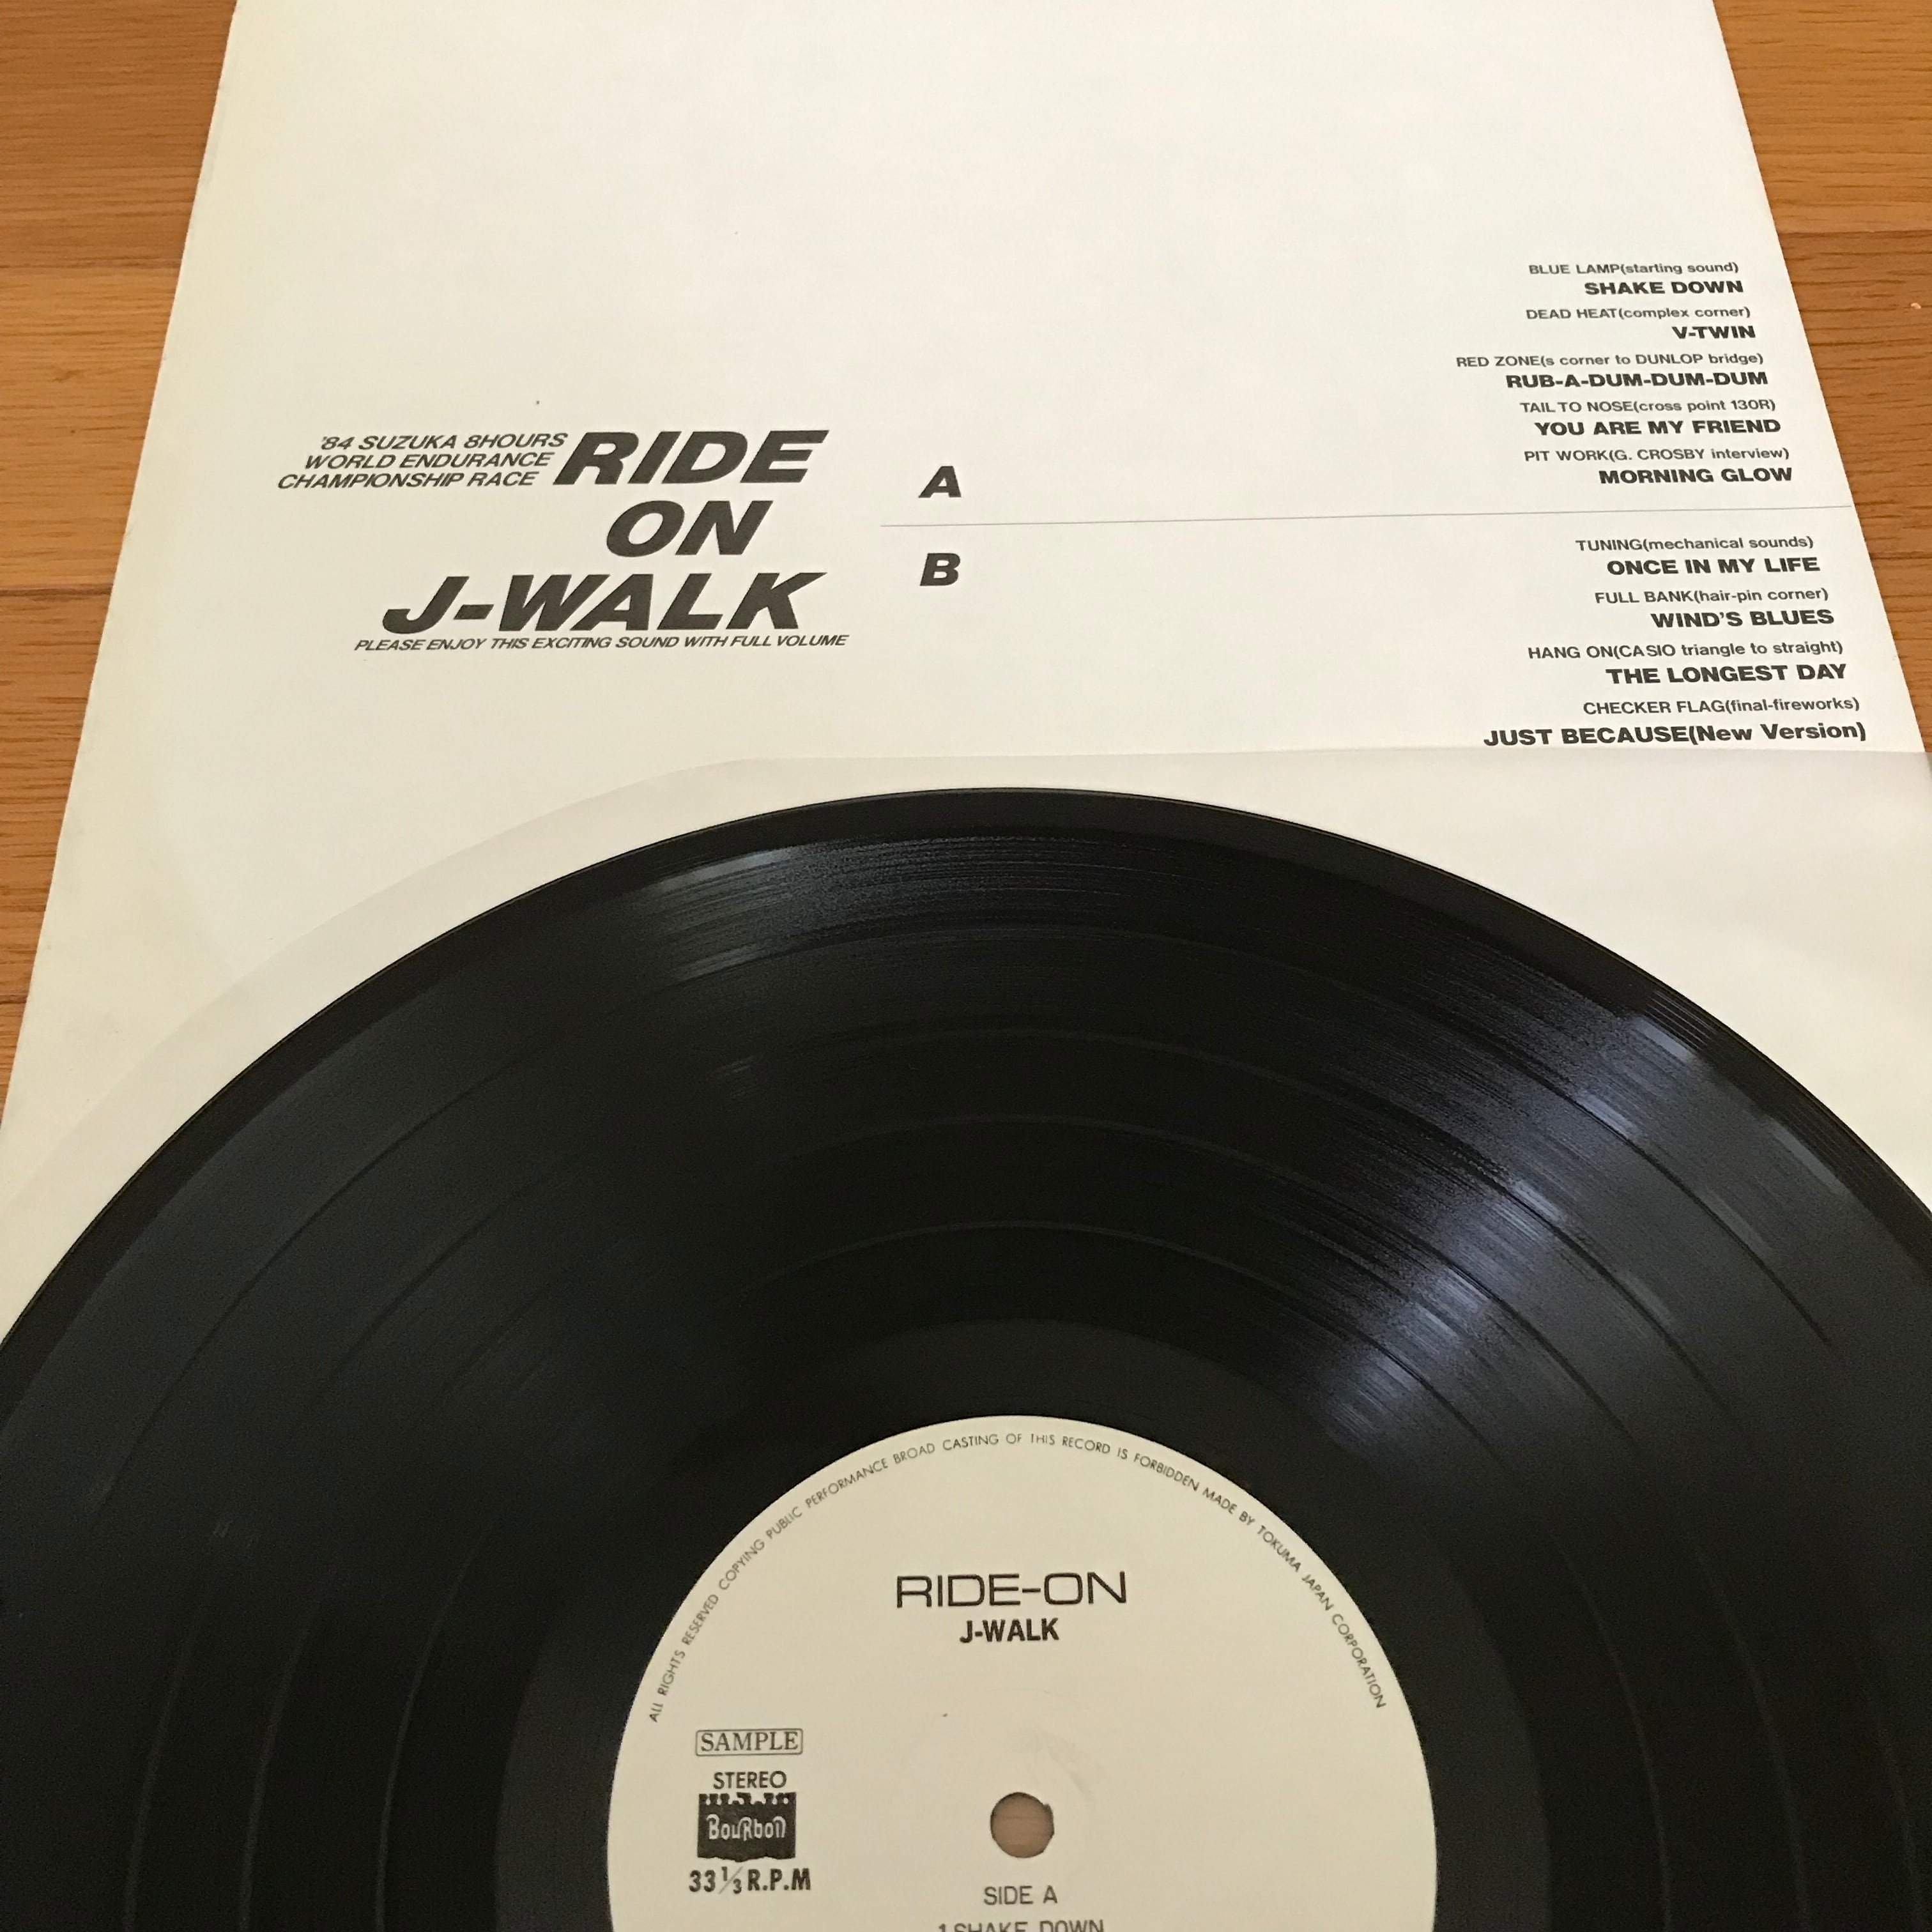 '84 SUZUKA 8HOURS
WORLD ENDURANCE
CHAMPIONSHIP RACE
RIDE
ON
J-WALK
PLEASE ENJOY THIS EXCITING SOUND WITH FULL VOLUME
A
BLUE LAMP(starting sound)
SHAKE DOWN
DEAD HEAT(complex corner)
V-TWIN
RED ZONE(s corner to DUNLOP bridge)
RUB-A-DUM-DUM-DUM
TAIL TO NOSE(cross point 130R)
YOU ARE MY FRIEND
PIT WORK(G. CROSBY interview)
MORNING GLOW
B
TUNING(mechanical sounds)
ONCE IN MY LIFE
FULL BANK(hair-pin corner)
WIND'S BLUES
HANG ON(CASIO triangle to straight)
THE LONGEST DAY
CHECKER FLAG(final-fireworks)
JUST BECAUSE(New Version)
ALL RIGHTS RESERVED COPYING PUBLIC PERFORMANCE BROAD CASTING OF THIS RECORD IS FORBIDDEN MADE BY TOKUMA JAPAN CORPORATION
RIDE-ON
J-WALK
SAMPLE
STEREO
BOURBON
33 1/3 R.P.M
SIDE A
1 SHAKE DOWN